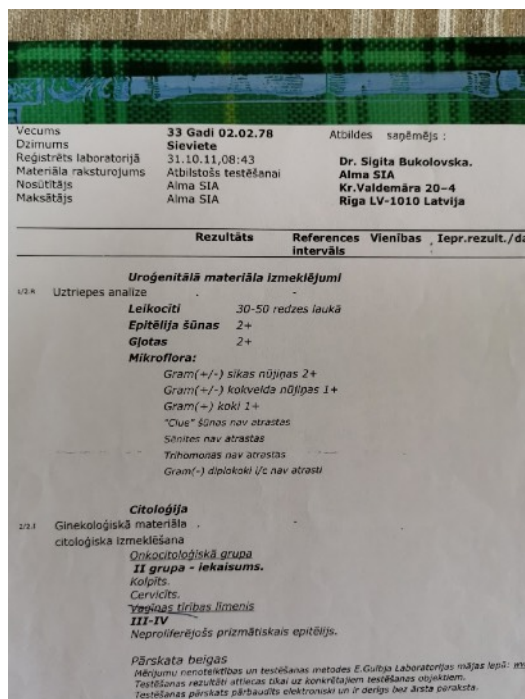 Vecums 33 Gadi 02.02.78 Atbildes saņēmējs :
Dzimums Sieviete
Reģistrēts laboratorijā 31.10.11,08:43 Dr. Sigita Bukolovska.
Materiāla raksturojums Atbilstošs testēšanai Alma SIA
Nosūtītājs Alma SIA Kr.Valdemāra 20-4
Maksātājs Alma SIA Rīga LV-1010 Latvija
Rezultāts References intervāls Vienības Iepr.rezult./da
Uroģenitālā materiāla izmeklējumi
Uztriepes analīze
Leikocīti 30-50 redzes laukā
Epitēlija šūnas 2+
Gļotas 2+
Mikroflora:
Gram(+/-) sīkas nūjiņas 2+
Gram(+/-) kokveida nūjiņas 1+
Gram(+) koki 1+
"Clue" šūnas nav atrastas
Sēnītes nav atrastas
Trihomonas nav atrastas
Gram(-) diplokoki i/c nav atrasti
Citoloģija
2/2.1 Ginekoloģiskā materiāla
citoloģiska izmeklēšana
Onkocitoloģiskā grupa
II grupa - iekaisums.
Kolpīts.
Cervicīts.
Vagīnas tīrības līmenis
III-IV
Neproliferējošs prizmātiskais epitēlijs.
Pārskata beigas
Mērījumu nenoteiktības un testēšanas metodes E.Gulbja Laboratorijas mājas lapā:
Testēšanas rezultāti attiecas tikai uz konkrētajiem testēšanas objektiem.
Testēšanas pārskats pārbaudīts elektroniski un ir derīgs bez ārsta paraksta.